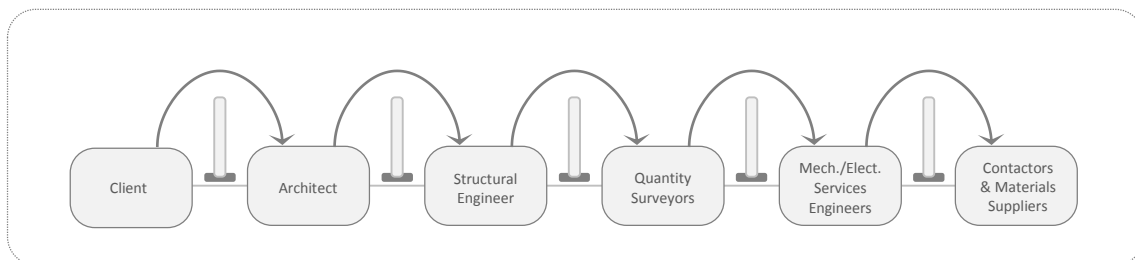 Client
Architect
Structural
Engineer
Quantity
Surveyors
Mech./Elect.
Services
Engineers
Contactors
& Materials
Suppliers